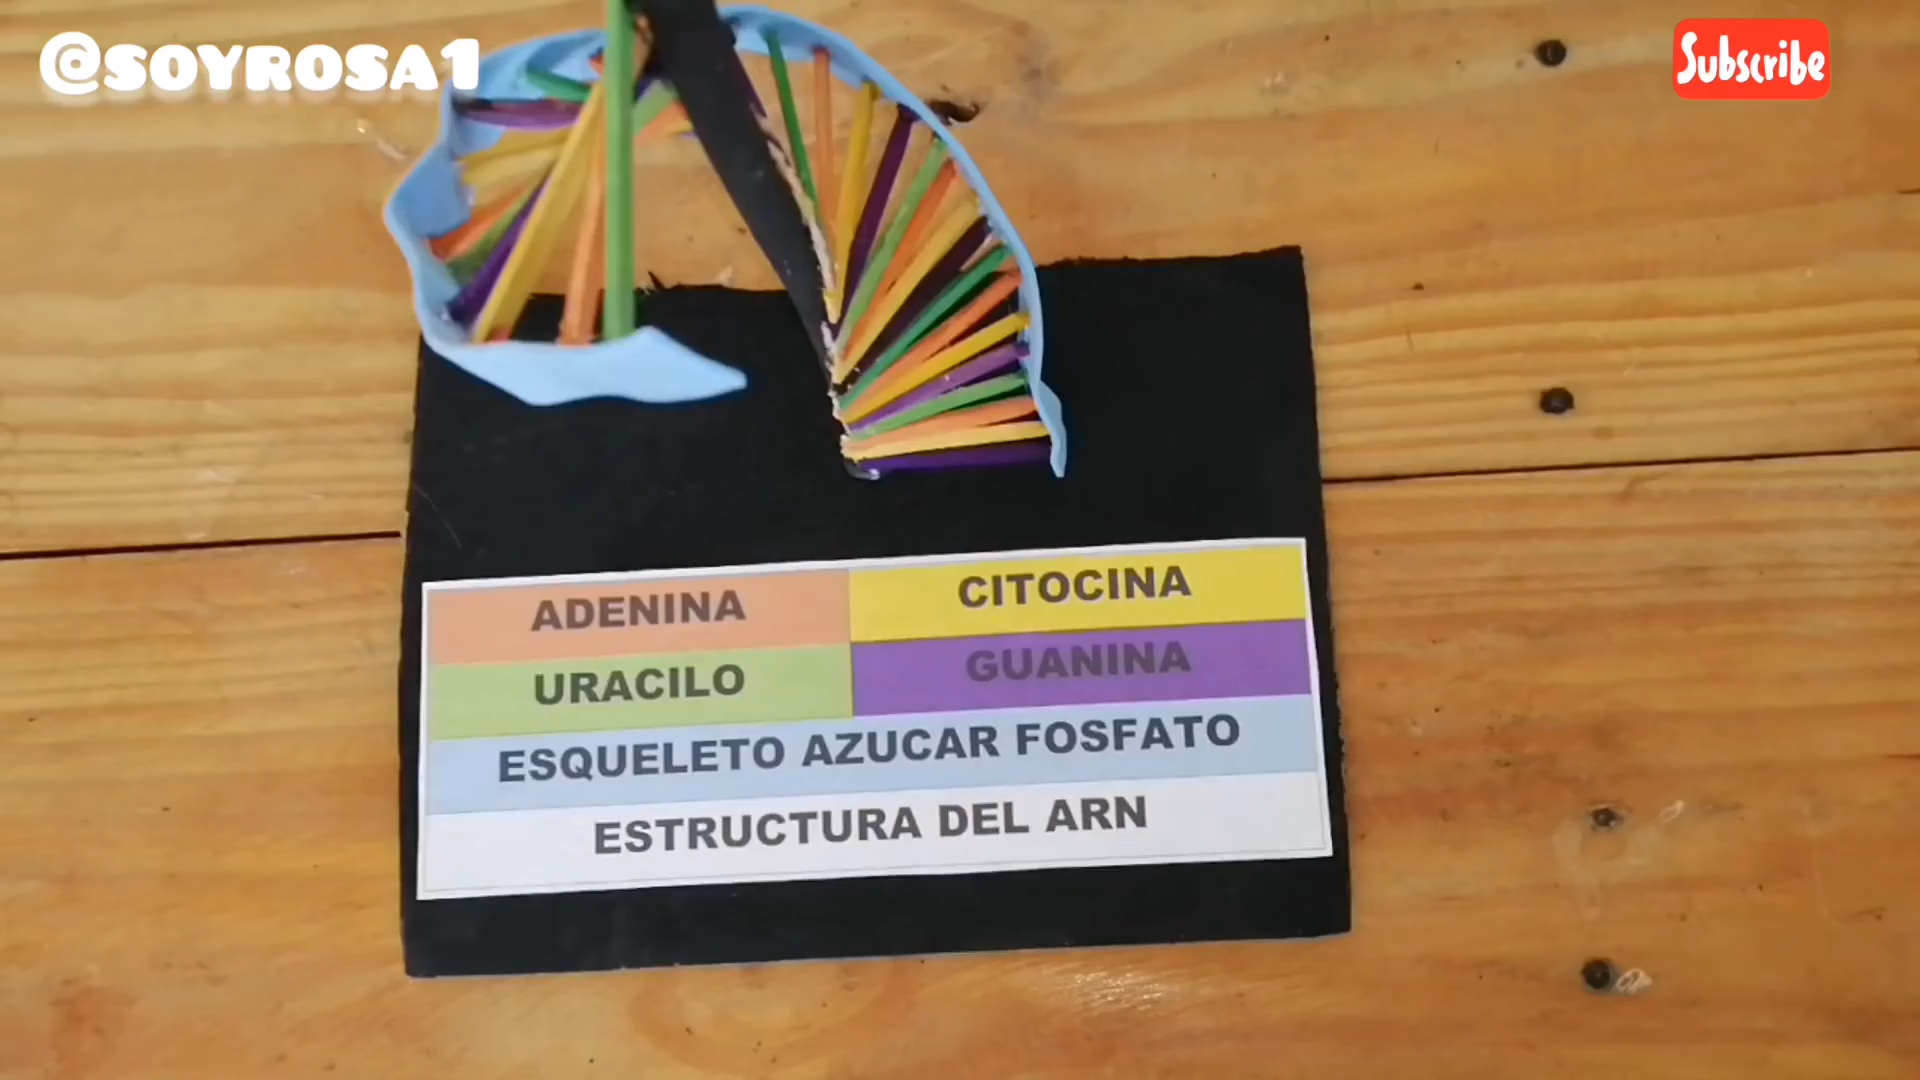 @SOYROSA1
Subscribe
ADENINA
CITOCINA
URACILO
GUANINA
ESQUELETO AZUCAR FOSFATO
ESTRUCTURA DEL ARN